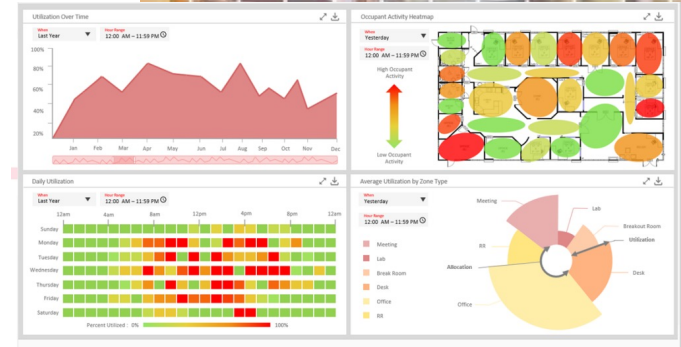 Utilization Over Time
When
Last Year
Hour Range
12:00 AM – 11:59 PM
100%
80%
60%
40%
20%
Jan Feb Mar Apr May Jun Jul Aug Sep Oct Nov Dec
Occupant Activity Heatmap
When
Yesterday
Hour Range
12:00 AM – 11:59 PM
High Occupant
Activity
Low Occupant
Activity
Daily Utilization
When
Last Year
Hour Range
12:00 AM – 11:59 PM
12am 4am 8am 12pm 4pm 8pm 12am
Sunday
Monday
Tuesday
Wednesday
Thursday
Friday
Saturday
Percent Utilized : 0% 100%
Average Utilization by Zone Type
When
Yesterday
Hour Range
12:00 AM – 11:59 PM
Meeting
Lab
Break Room
Desk
Office
RR
Meeting
Lab
Breakout Room
Utilization
RR
Allocation
Desk
Office